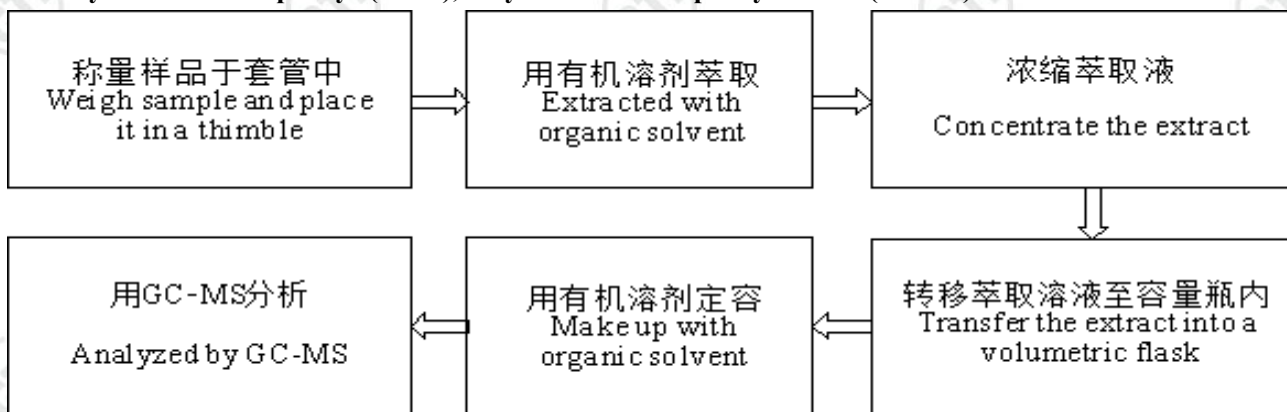 称量样品于套管中
Weigh sample and place
it in a thimble
用有机溶剂萃取
Extracted with
organic solvent
浓缩萃取液
Concentrate the extract
转移萃取溶液至容量瓶内
Transfer the extract into a
volumetric flask
用有机溶剂定容
Make up with
organic solvent
用GC-MS分析
Analyzed by GC-MS